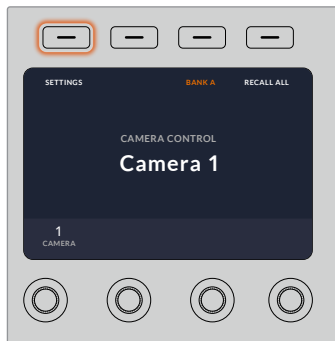 SETTINGS BANK A RECALL ALL
CAMERA CONTROL
Camera 1
1
CAMERA